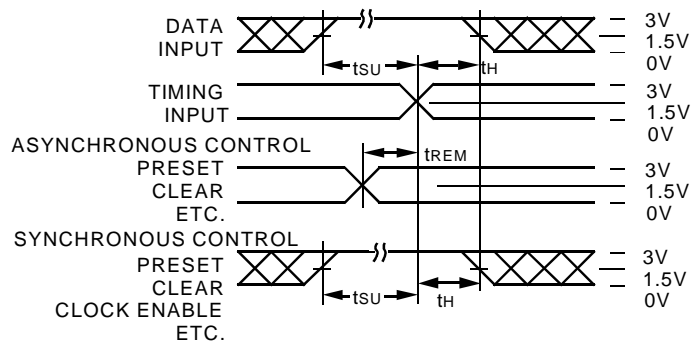 DATA
INPUT
3V
1.5V
0V
tSU
tH
TIMING
INPUT
3V
1.5V
0V
ASYNCHRONOUS CONTROL
tREM
PRESET
CLEAR
ETC.
3V
1.5V
0V
SYNCHRONOUS CONTROL
PRESET
CLEAR
CLOCK ENABLE
ETC.
3V
1.5V
0V
tSU
tH